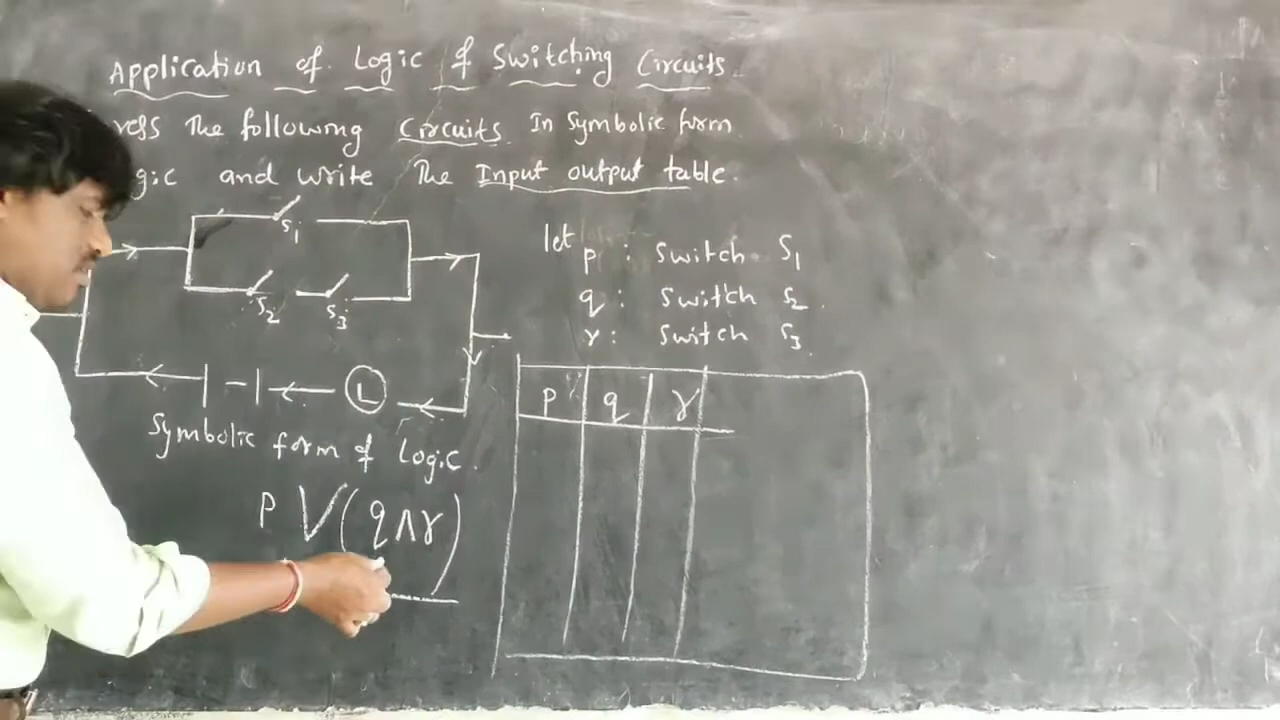 Application of Logic of Switching Circuits
ress The following Circuits In Symbolic form
gic and write The Input output table.
S1
S2 S3
L
let p : Switch S1
q : Switch S2
r : Switch S3
p q r
Symbolic form of Logic.
P V (q ∧ r)